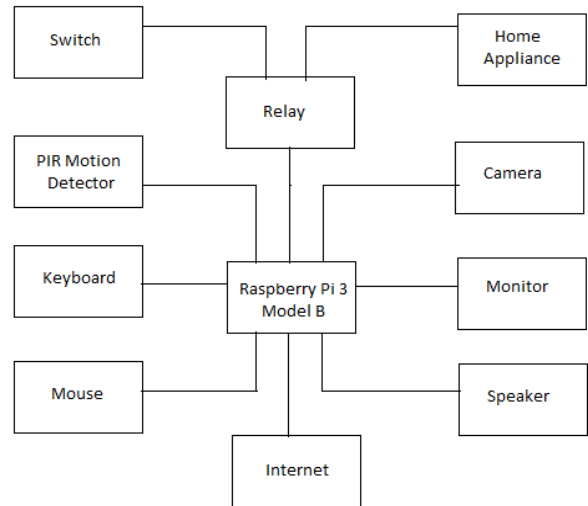 Switch
Home
Appliance
Relay
PIR Motion
Detector
Camera
Keyboard
Raspberry Pi 3
Model B
Monitor
Mouse
Speaker
Internet